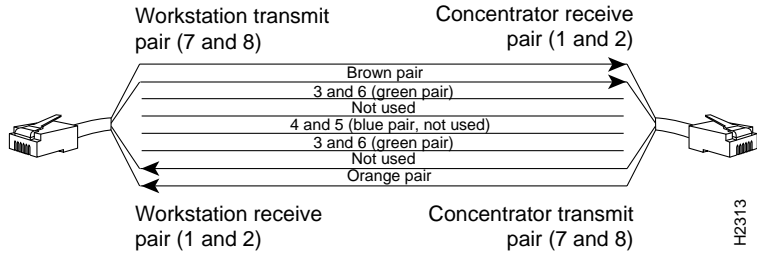 Workstation transmit
pair (7 and 8)
Concentrator receive
pair (1 and 2)
Brown pair
3 and 6 (green pair)
Not used
4 and 5 (blue pair, not used)
3 and 6 (green pair)
Not used
Orange pair
Workstation receive
pair (1 and 2)
Concentrator transmit
pair (7 and 8)
H2313